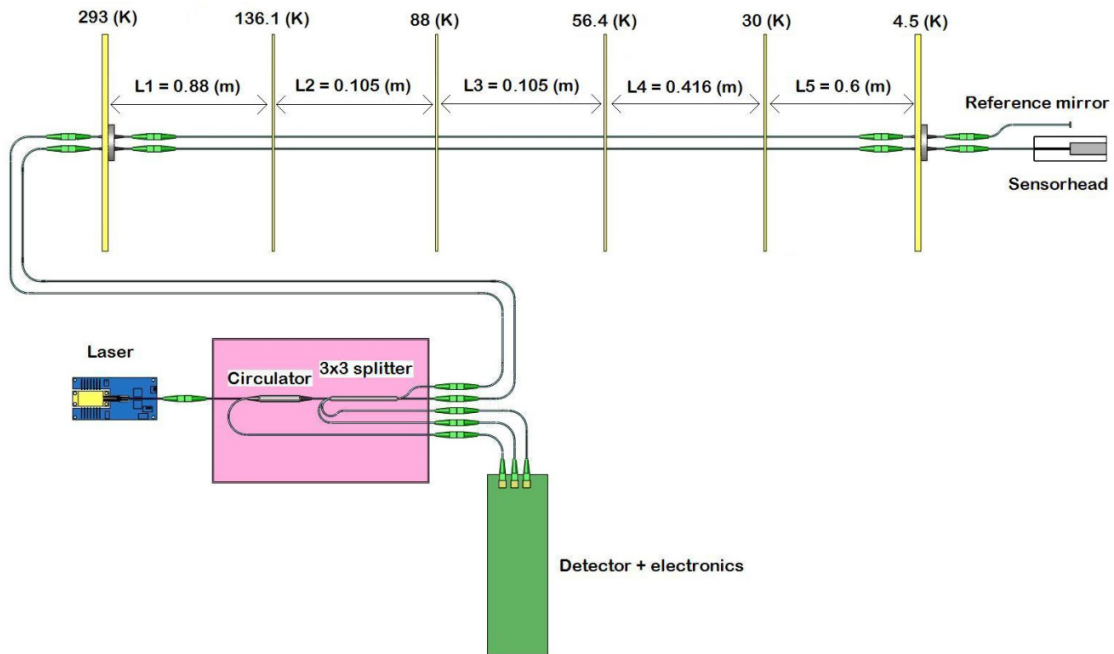 293 (K) 136.1 (K) 88 (K) 56.4 (K) 30 (K) 4.5 (K)
L1 = 0.88 (m) L2 = 0.105 (m) L3 = 0.105 (m) L4 = 0.416 (m) L5 = 0.6 (m)
Reference mirror
Sensorhead
Laser
Circulator
3x3 splitter
Detector + electronics